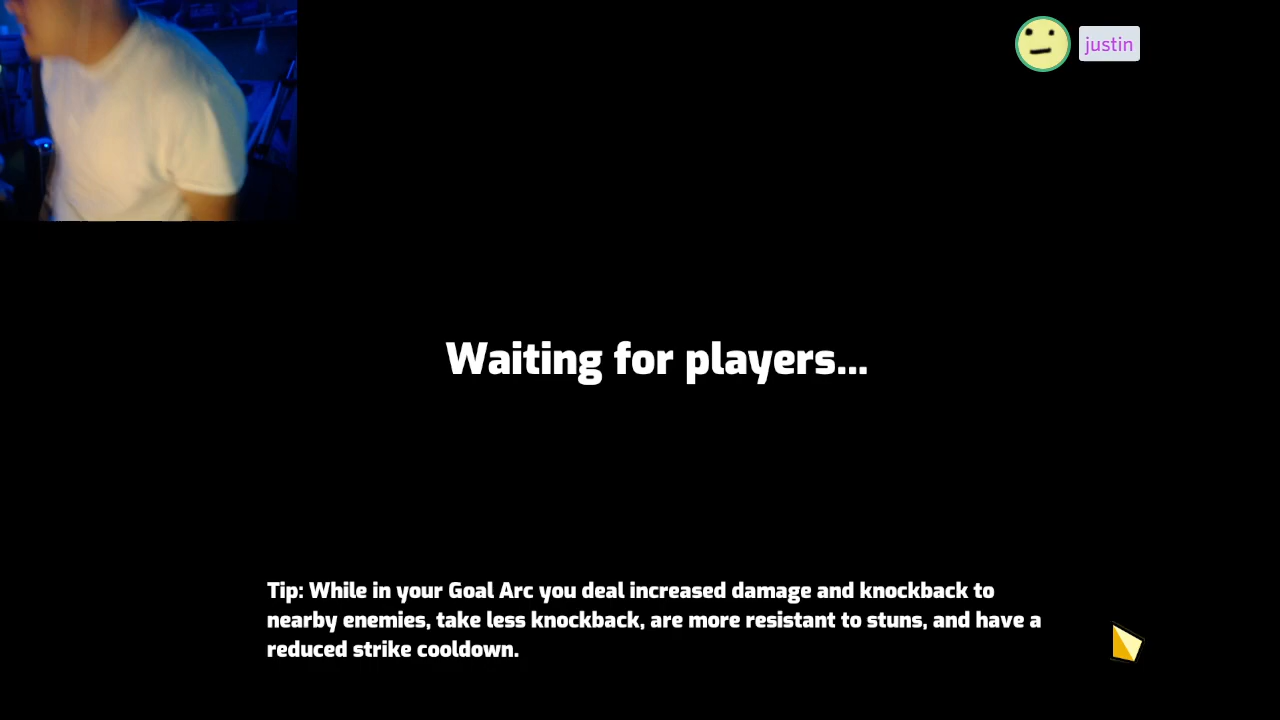 justin
Waiting for players...
Tip: While in your Goal Arc you deal increased damage and knockback to
nearby enemies, take less knockback, are more resistant to stuns, and have a
reduced strike cooldown.